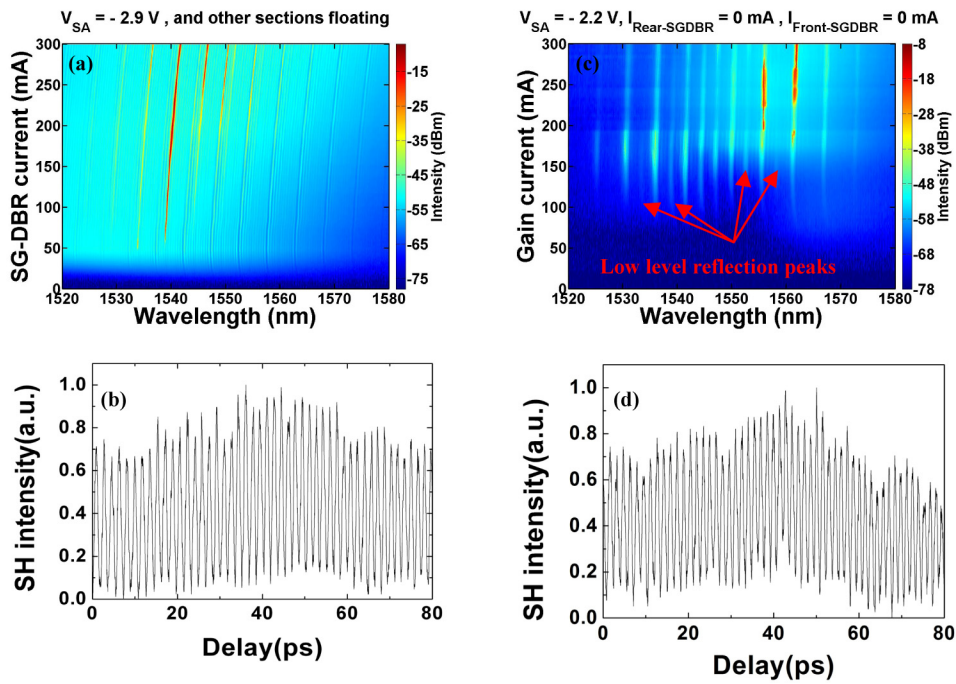 V_SA = - 2.9 V , and other sections floating
V_SA = - 2.2 V, I_Rear-SGDBR = 0 mA , I_Front-SGDBR = 0 mA
(a)
SG-DBR current (mA)
300
250
200
150
100
50
0
1520 1530 1540 1550 1560 1570 1580
Wavelength (nm)
-15
-25
-35
-45
-55
-65
-75
Intensity (dBm)
(c)
Gain current (mA)
300
250
200
150
100
50
0
Low level reflection peaks
1520 1530 1540 1550 1560 1570 1580
Wavelength (nm)
-8
-18
-28
-38
-48
-58
-68
-78
Intensity (dBm)
(b)
SH intensity(a.u.)
1.0
0.8
0.6
0.4
0.2
0.0
0 20 40 60 80
Delay(ps)
(d)
SH intensity(a.u.)
1.0
0.8
0.6
0.4
0.2
0.0
0 20 40 60 80
Delay(ps)